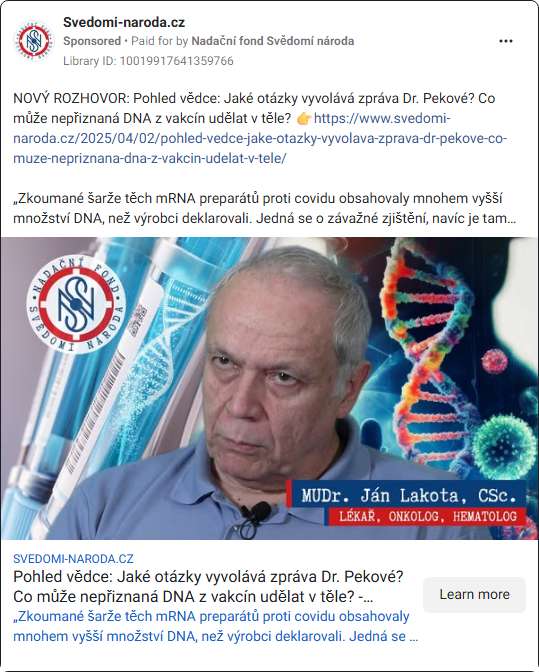 Svedomi-naroda.cz
Sponsored • Paid for by Nadační fond Svědomí národa
Library ID: 10019917641359766
NOVÝ ROZHOVOR: Pohled vědce: Jaké otázky vyvolává zpráva Dr. Pekové? Co
může nepřiznaná DNA z vakcín udělat v těle? 👉https://www.svedomi-
naroda.cz/2025/04/02/pohled-vedce-jake-otazky-vyvolava-zprava-dr-pekove-co-
muze-nepriznana-dna-z-vakcin-udelat-v-tele/
„Zkoumané šarže těch mRNA preparátů proti covidu obsahovaly mnohem vyšší
množství DNA, než výrobci deklarovali. Jedná se o závažné zjištění, navíc je tam…
NADAČNÍ FOND
SVĚDOMÍ NÁRODA
MUDr. Ján Lakota, CSc.
LÉKAŘ, ONKOLOG, HEMATOLOG
SVEDOMI-NARODA.CZ
Pohled vědce: Jaké otázky vyvolává zpráva Dr. Pekové?
Co může nepřiznaná DNA z vakcín udělat v těle? -…
„Zkoumané šarže těch mRNA preparátů proti covidu obsahovaly
mnohem vyšší množství DNA, než výrobci deklarovali. Jedná se …
Learn more